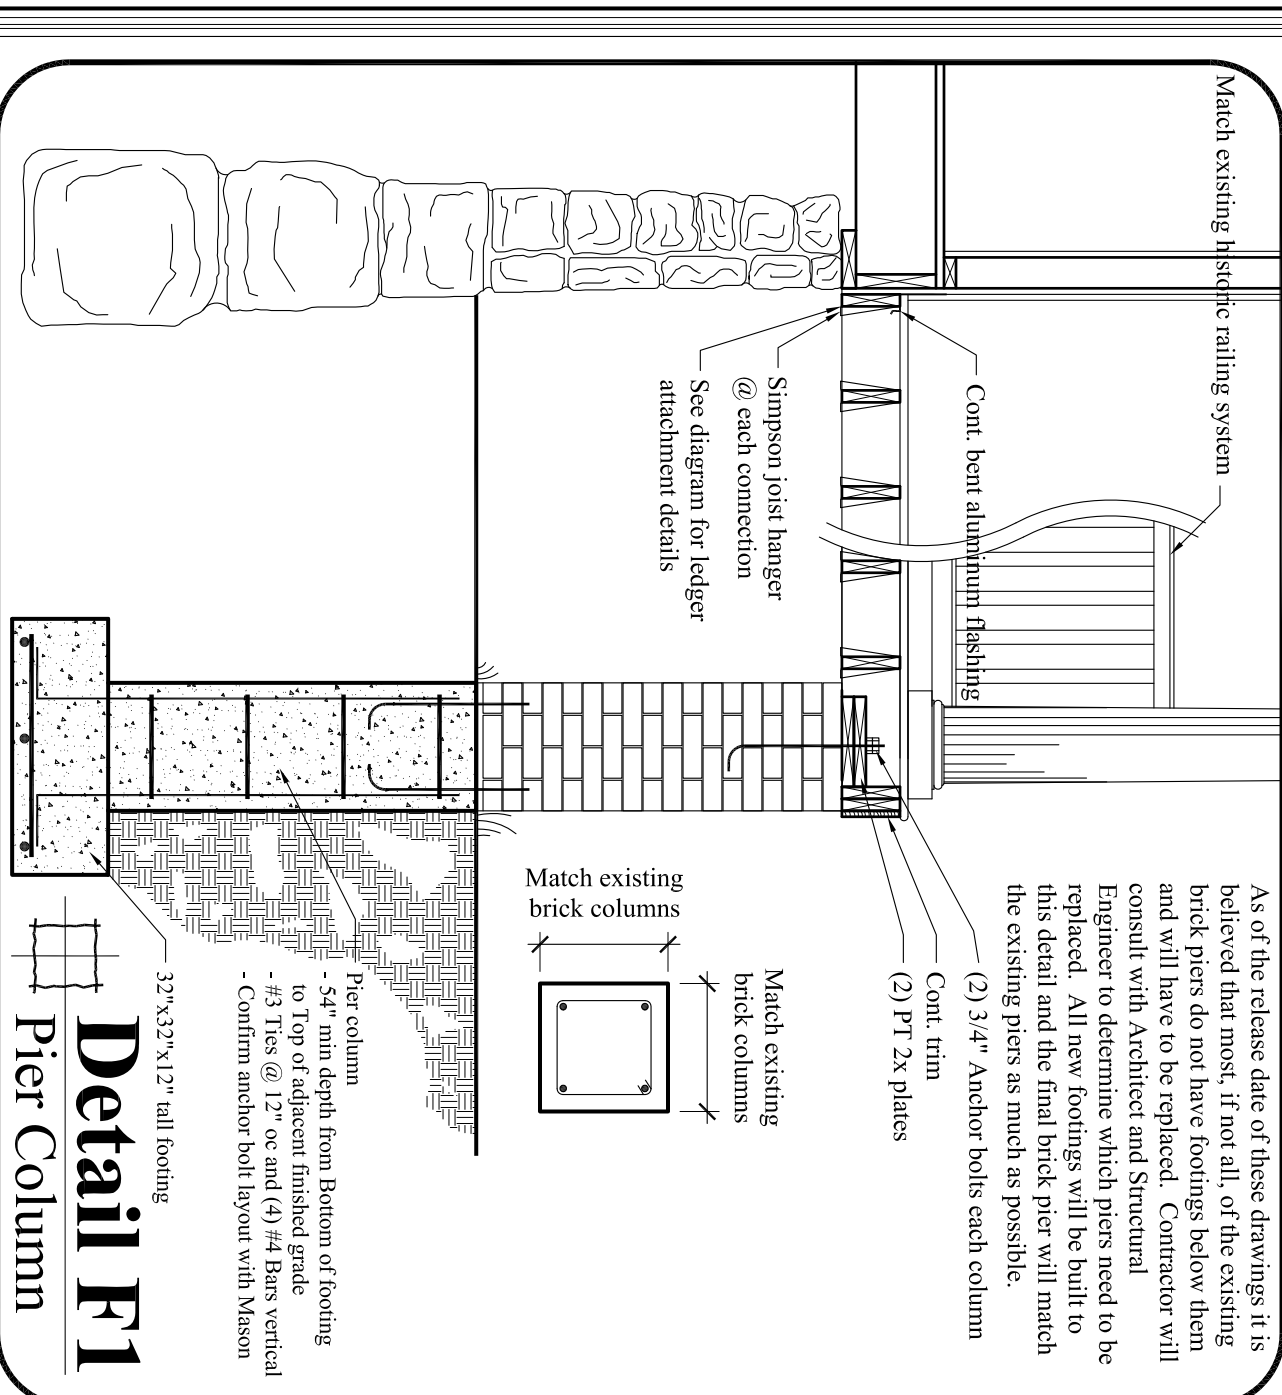 Match existing historic railing system
Cont. bent aluminum flashing
Simpson joist hanger
@ each connection
See diagram for ledger
attachment details
As of the release date of these drawings it is
believed that most, if not all, of the existing
brick piers do not have footings below them
and will have to be replaced.  Contractor will
consult with Architect and Structural
Engineer to determine which piers need to be
replaced.  All new footings will be built to
this detail and the final brick pier will match
the existing piers as much as possible.
(2) 3/4" Anchor bolts each column
Cont. trim
(2) PT 2x plates
Match existing
brick columns
Match existing
brick columns
Pier column
- 54" min depth from Bottom of footing
to Top of adjacent finished grade
- #3 Ties @ 12" oc and (4) #4 Bars vertical
- Confirm anchor bolt layout with Mason
32"x32"x12" tall footing
Detail F1
Pier Column